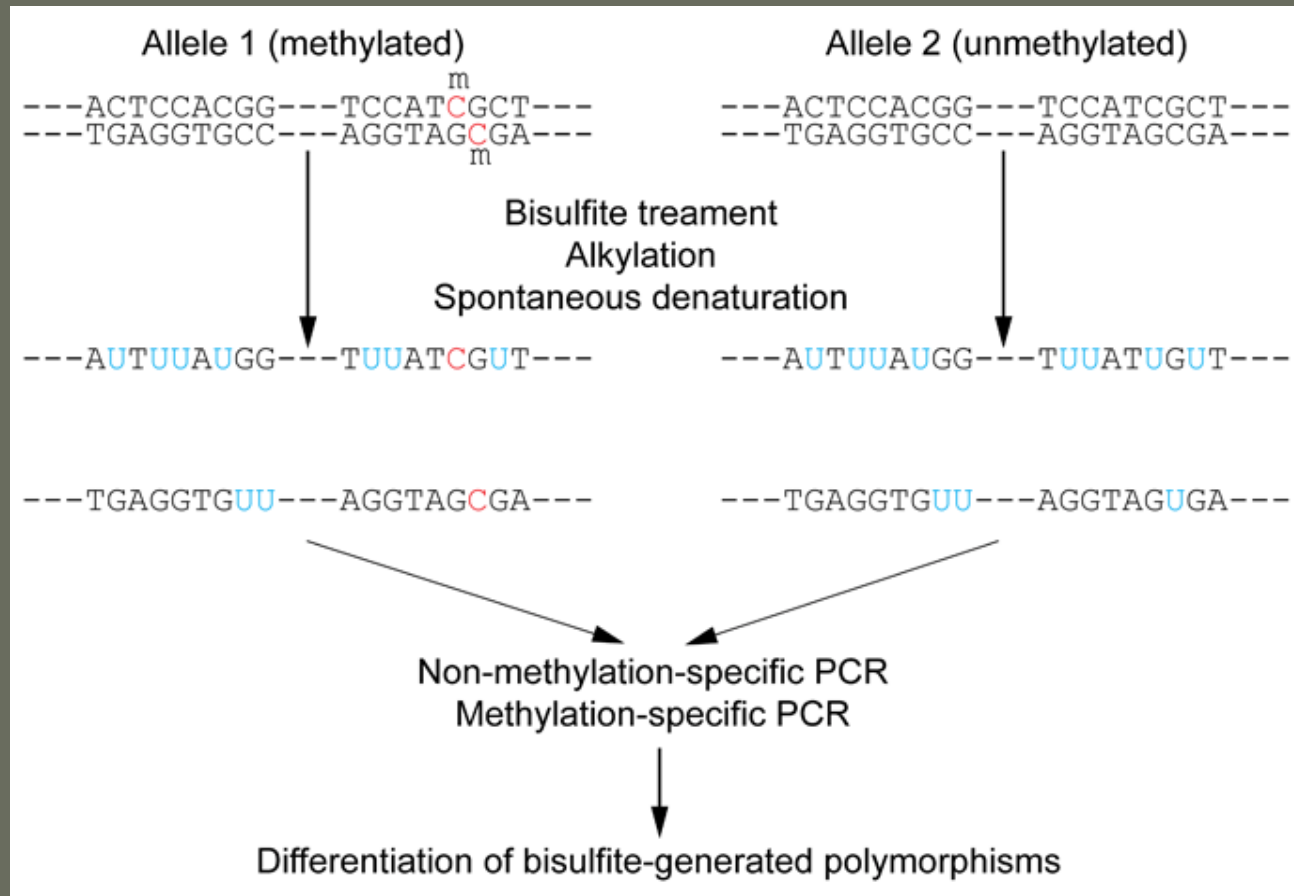 Allele 1 (methylated) Allele 2 (unmethylated)
m
---ACTCCACGG---TCCATCGCT--- ---ACTCCACGG---TCCATCGCT---
---TGAGGTGCC---AGGTAGCGA--- ---TGAGGTGCC---AGGTAGCGA---
m
Bisulfite treament
Alkylation
Spontaneous denaturation
---AUTUUAUGG---TUUATCGUT--- ---AUTUUAUGG---TUUATUGUT---
---TGAGGTGUU---AGGTAGCGA--- ---TGAGGTGUU---AGGTAGUGA---
Non-methylation-specific PCR
Methylation-specific PCR
Differentiation of bisulfite-generated polymorphisms